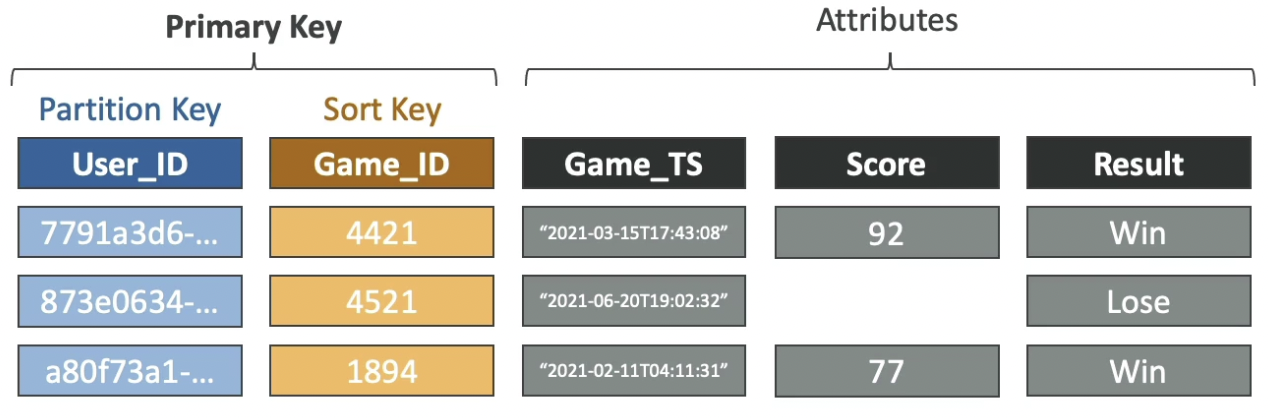 Primary Key Attributes
Partition Key Sort Key
User_ID Game_ID Game_TS Score Result
7791a3d6-... 4421 “2021-03-15T17:43:08” 92 Win
873e0634-... 4521 “2021-06-20T19:02:32” Lose
a80f73a1-... 1894 “2021-02-11T04:11:31” 77 Win